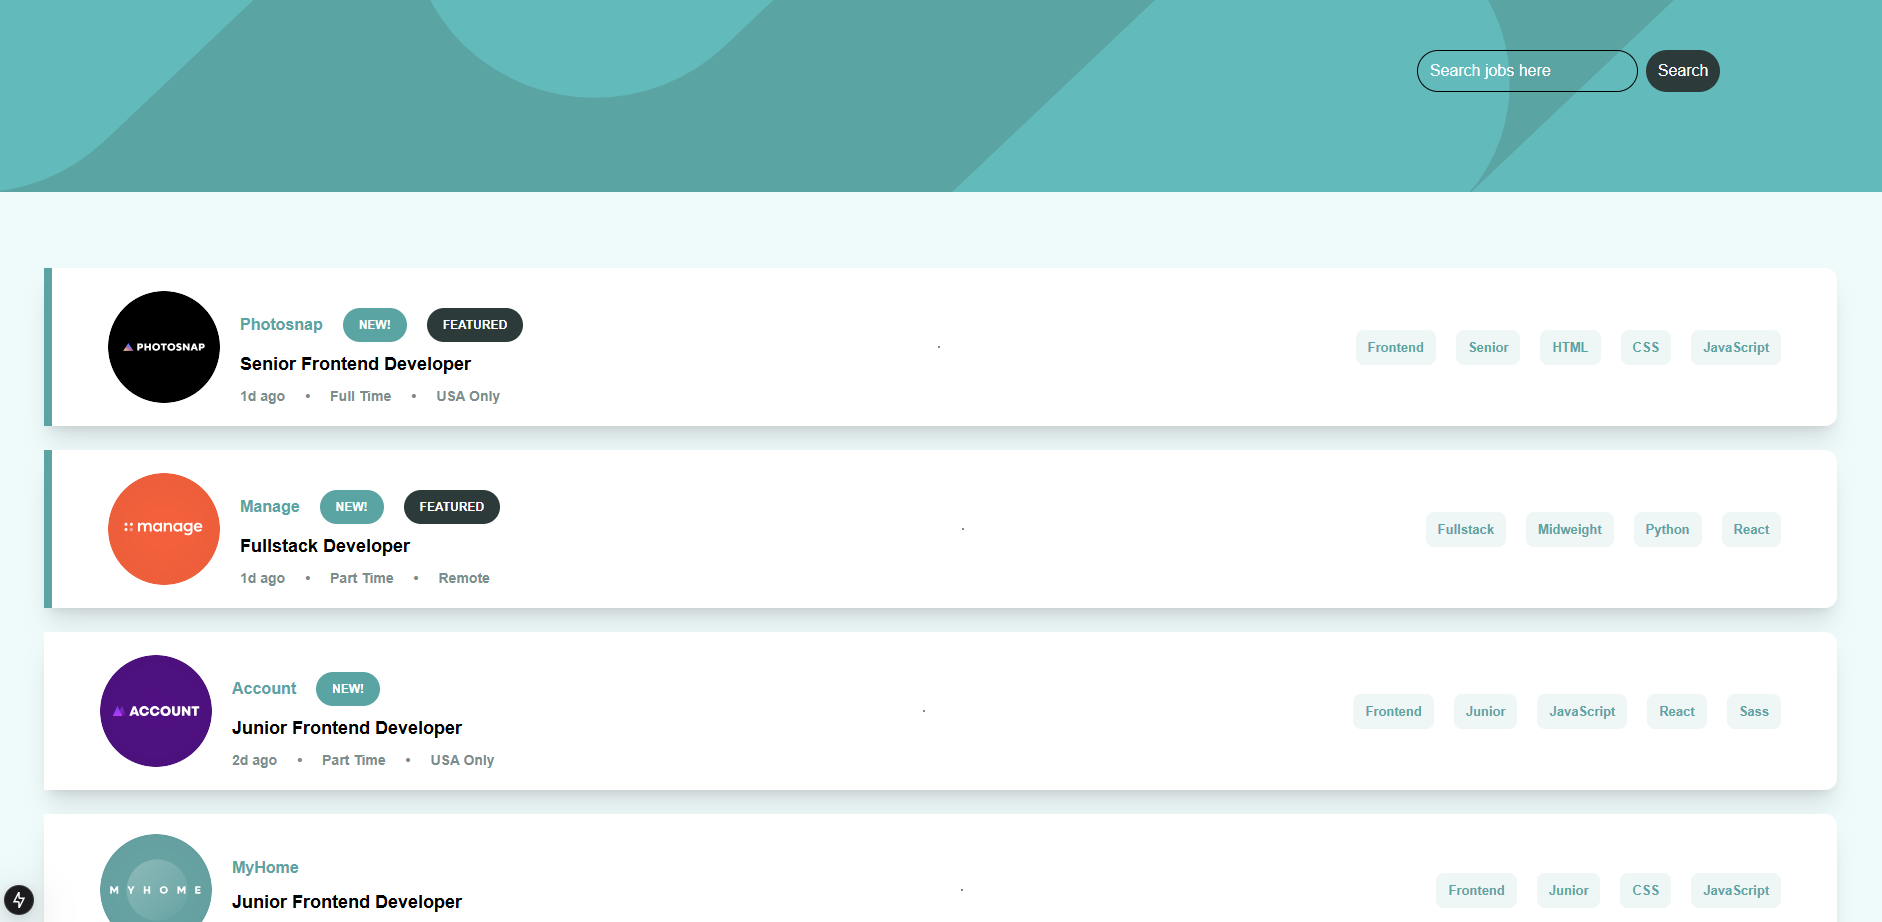 Search jobs here Search
PHOTOSNAP
Photosnap NEW! FEATURED
Senior Frontend Developer
1d ago • Full Time • USA Only
Frontend Senior HTML CSS JavaScript
manage
Manage NEW! FEATURED
Fullstack Developer
1d ago • Part Time • Remote
Fullstack Midweight Python React
ACCOUNT
Account NEW!
Junior Frontend Developer
2d ago • Part Time • USA Only
Frontend Junior JavaScript React Sass
MYHOME
MyHome
Junior Frontend Developer
Frontend Junior CSS JavaScript